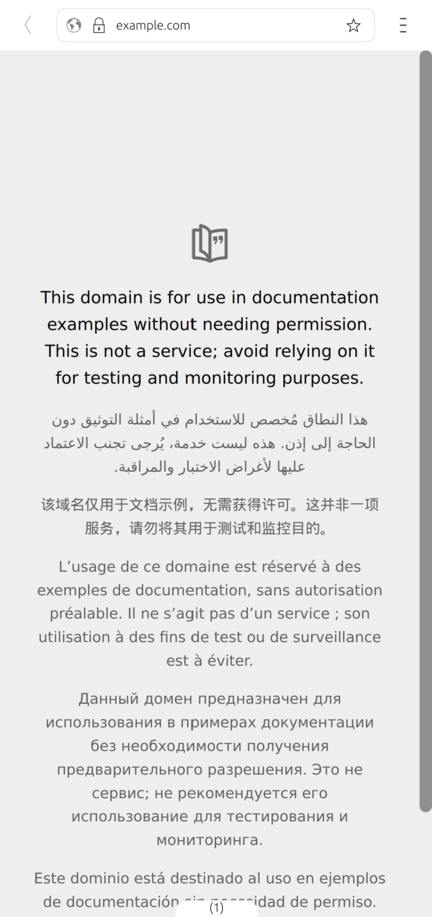 example.com
This domain is for use in documentation
examples without needing permission.
This is not a service; avoid relying on it
for testing and monitoring purposes.
هذا النطاق مُخصص للاستخدام في أمثلة التوثيق دون
الحاجة إلى إذن. هذه ليست خدمة، يُرجى تجنب الاعتماد
عليها لأغراض الاختبار والمراقبة.
该域名仅用于文档示例，无需获得许可。这并非一项
服务，请勿将其用于测试和监控目的。
L’usage de ce domaine est réservé à des
exemples de documentation, sans autorisation
préalable. Il ne s’agit pas d’un service ; son
utilisation à des fins de test ou de surveillance
est à éviter.
Данный домен предназначен для
использования в примерах документации
без необходимости получения
предварительного разрешения. Это не
сервис; не рекомендуется его
использование для тестирования и
мониторинга.
Este dominio está destinado al uso en ejemplos
de documentación sin necesidad de permiso.
(1)